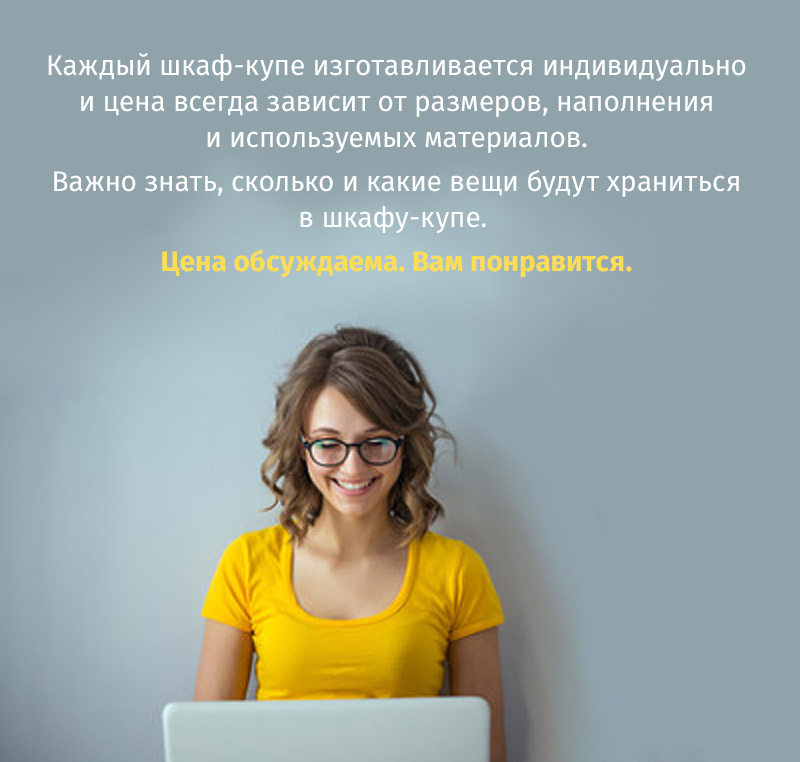 Каждый шкаф-купе изготавливается индивидуально
и цена всегда зависит от размеров, наполнения
и используемых материалов.
Важно знать, сколько и какие вещи будут храниться
в шкафу-купе.
Цена обсуждаема. Вам понравится.